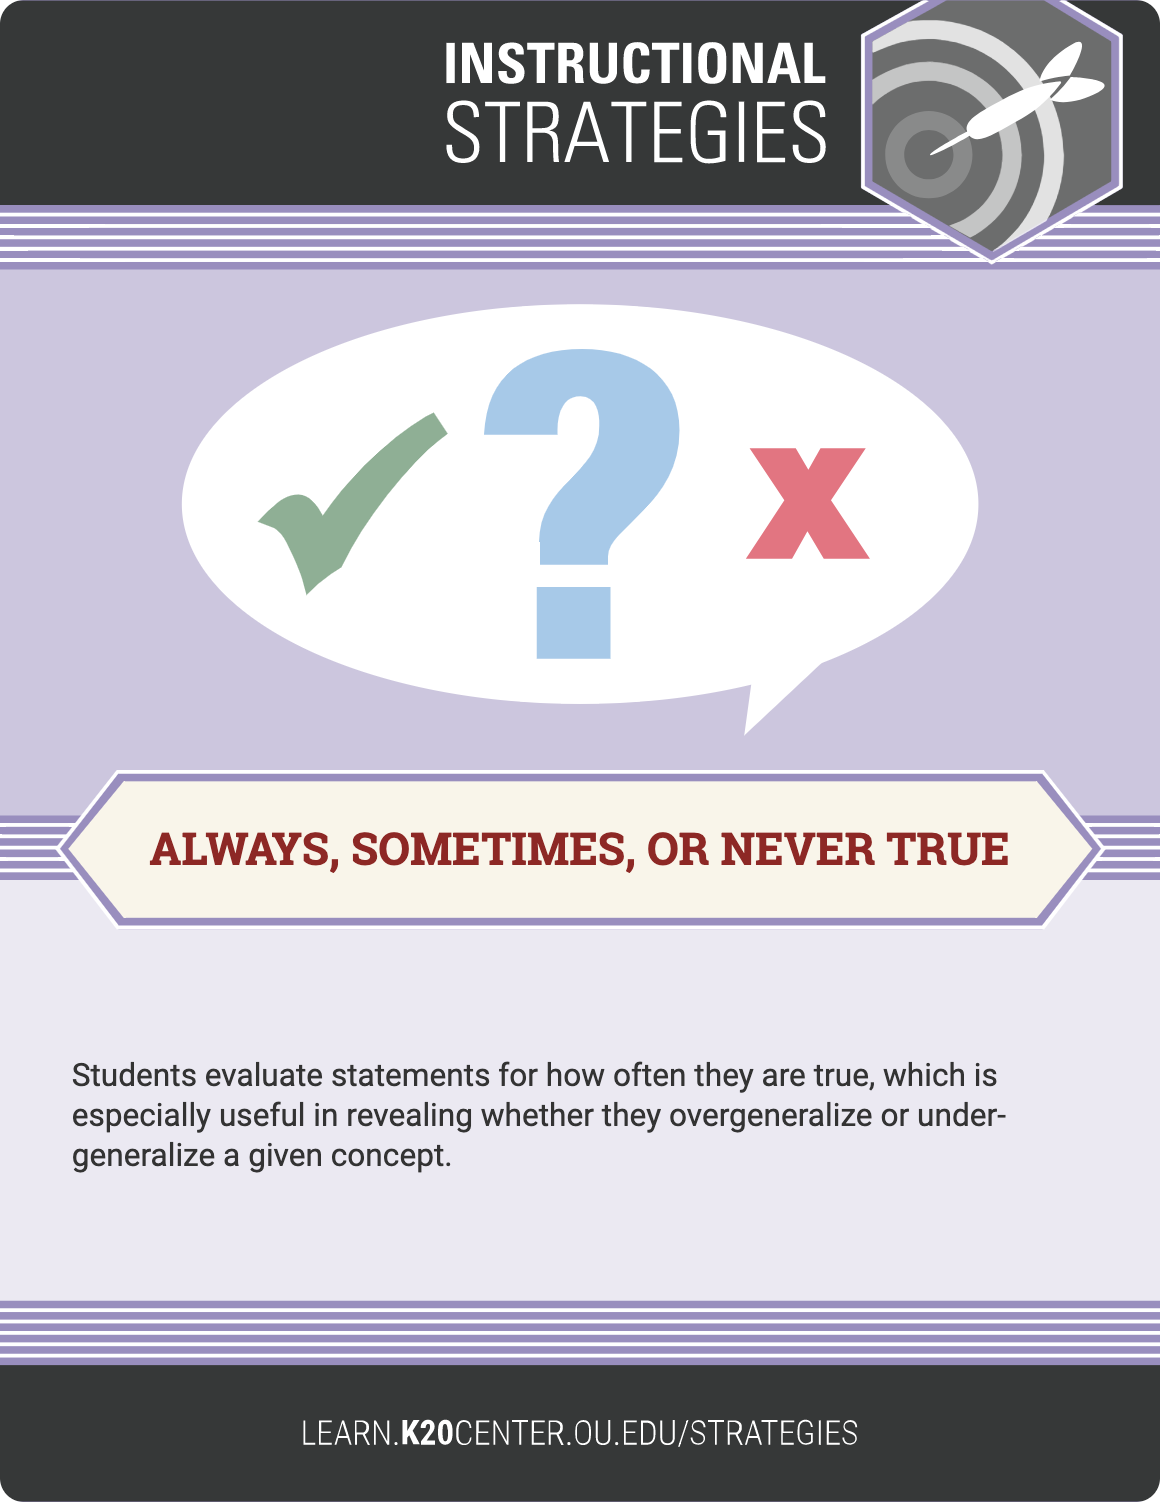 INSTRUCTIONAL
STRATEGIES
?
x
ALWAYS, SOMETIMES, OR NEVER TRUE
Students evaluate statements for how often they are true, which is
especially useful in revealing whether they overgeneralize or under-
generalize a given concept.
LEARN.K20CENTER.OU.EDU/STRATEGIES